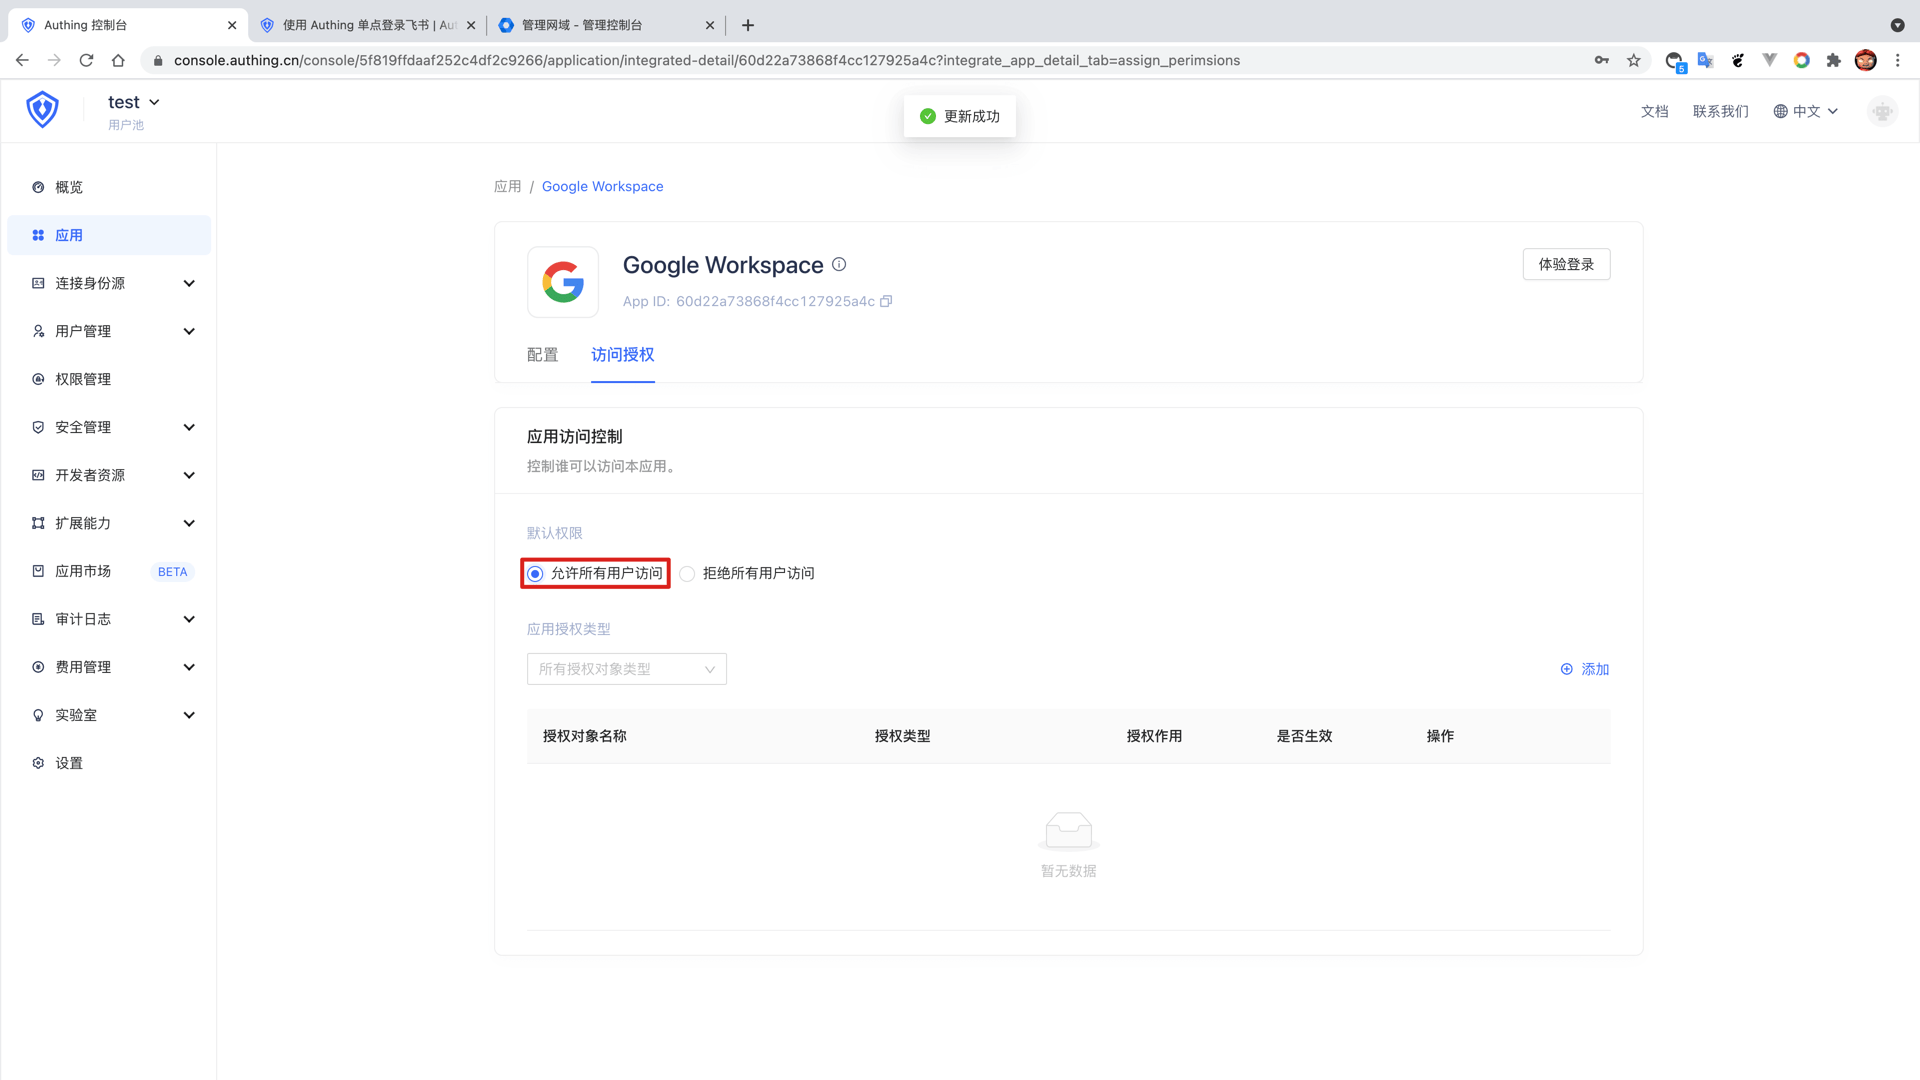 Authing 控制台
使用 Authing 单点登录飞书 | Aut
管理网域 - 管理控制台
console.authing.cn/console/5f819ffdaaf252c4df2c9266/application/integrated-detail/60d22a73868f4cc127925a4c?integrate_app_detail_tab=assign_perimsions
5
test
用户池
更新成功
文档
联系我们
中文
概览
应用
连接身份源
用户管理
权限管理
安全管理
开发者资源
扩展能力
应用市场 BETA
审计日志
费用管理
实验室
设置
应用 / Google Workspace
Google Workspace
体验登录
App ID: 60d22a73868f4cc127925a4c
配置
访问授权
应用访问控制
控制谁可以访问本应用。
默认权限
允许所有用户访问
拒绝所有用户访问
应用授权类型
所有授权对象类型
添加
授权对象名称 授权类型 授权作用 是否生效 操作
暂无数据